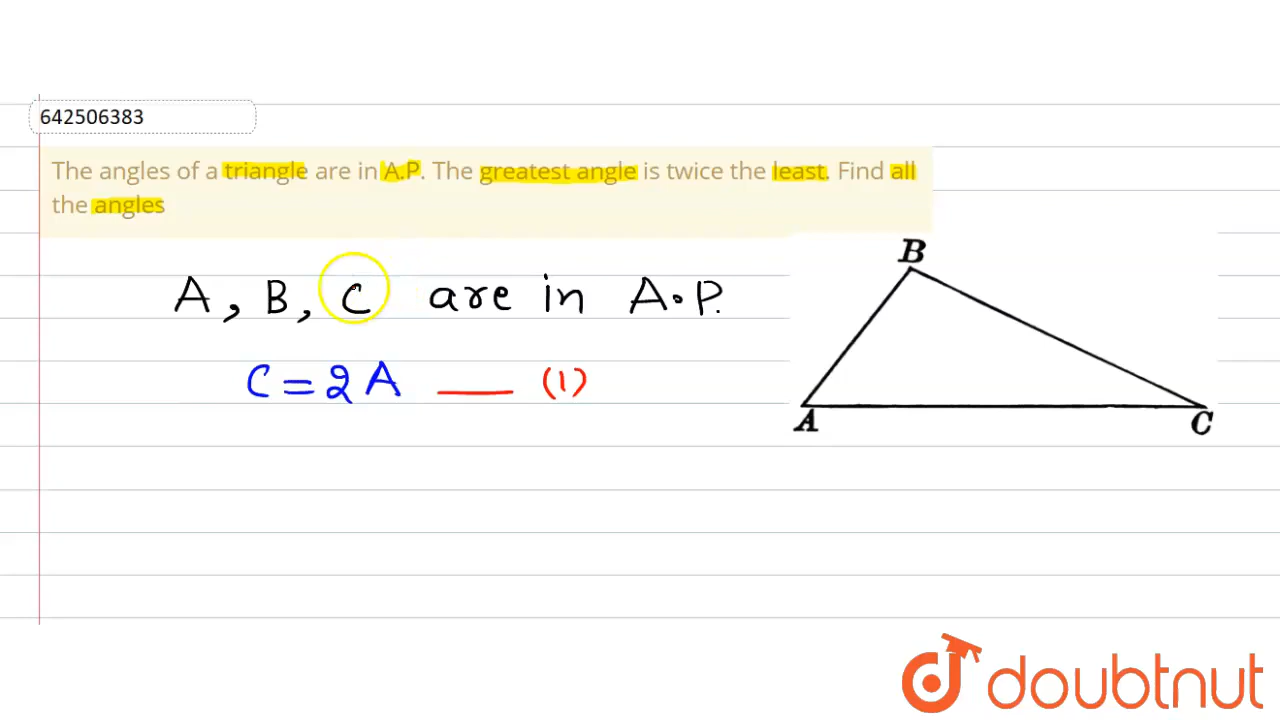 642506383
The angles of a triangle are in A.P. The greatest angle is twice the least. Find all
the angles
A, B, C are in A.P.
C = 2A —— (1)
B
A
C
doubtnut